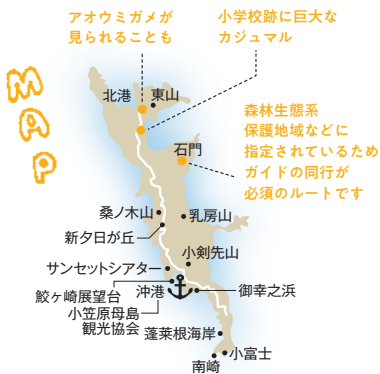 アオウミガメが
見られることも
小学校跡に巨大な
カジュマル
MAP
北港
東山
森林生態系
保護地域などに
指定されているため
ガイドの同行が
必須のルートです
石門
桑ノ木山
乳房山
新夕日が丘
小剣先山
サンセットシアター
鮫ヶ崎展望台
沖港
御幸之浜
小笠原母島
観光協会
蓬莱根海岸
小富士
南崎